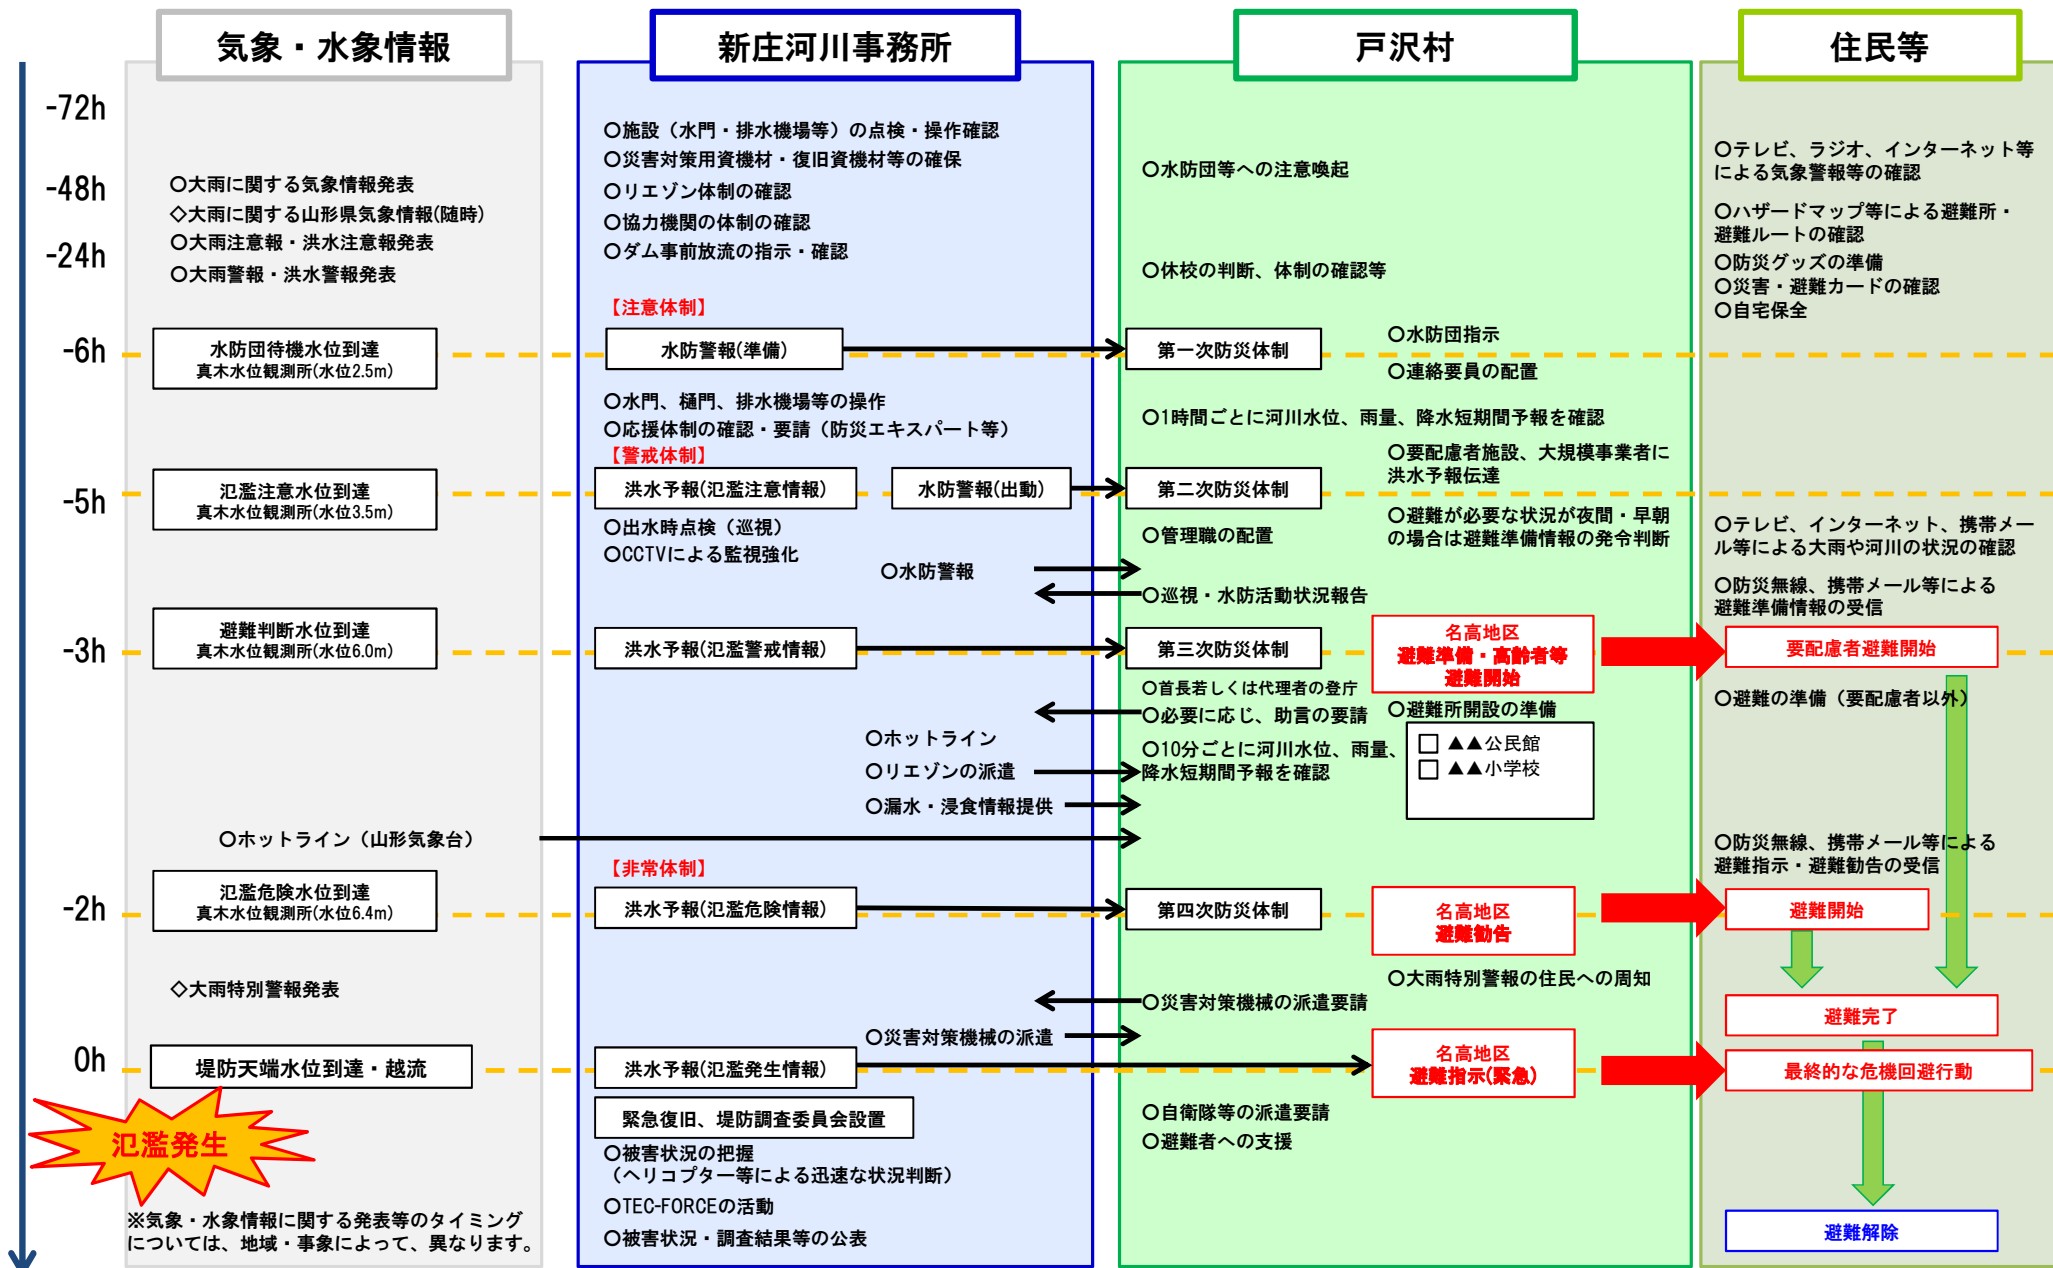 気象・水象情報
新庄河川事務所
戸沢村
住民等
-72h
-48h
-24h
-6h
-5h
-3h
-2h
0h
〇大雨に関する気象情報発表
◇大雨に関する山形県気象情報(随時)
〇大雨注意報・洪水注意報発表
〇大雨警報・洪水警報発表
水防団待機水位到達
真木水位観測所(水位2.5m)
氾濫注意水位到達
真木水位観測所(水位3.5m)
避難判断水位到達
真木水位観測所(水位6.0m)
〇ホットライン（山形気象台）
氾濫危険水位到達
真木水位観測所(水位6.4m)
◇大雨特別警報発表
堤防天端水位到達・越流
氾濫発生
※気象・水象情報に関する発表等のタイミング
については、地域・事象によって、異なります。
〇施設（水門・排水機場等）の点検・操作確認
〇災害対策用資機材・復旧資機材等の確保
〇リエゾン体制の確認
〇協力機関の体制の確認
〇ダム事前放流の指示・確認
【注意体制】
水防警報(準備)
〇水門、樋門、排水機場等の操作
〇応援体制の確認・要請（防災エキスパート等）
【警戒体制】
洪水予報(氾濫注意情報)
水防警報(出動)
〇出水時点検（巡視）
〇CCTVによる監視強化
〇水防警報
洪水予報(氾濫警戒情報)
〇ホットライン
〇リエゾンの派遣
〇漏水・浸食情報提供
【非常体制】
洪水予報(氾濫危険情報)
〇災害対策機械の派遣
洪水予報(氾濫発生情報)
緊急復旧、堤防調査委員会設置
〇被害状況の把握
（ヘリコプター等による迅速な状況判断）
〇TEC-FORCEの活動
〇被害状況・調査結果等の公表
〇水防団等への注意喚起
〇休校の判断、体制の確認等
第一次防災体制
〇水防団指示
〇連絡要員の配置
〇1時間ごとに河川水位、雨量、降水短期間予報を確認
第二次防災体制
〇要配慮者施設、大規模事業者に
洪水予報伝達
〇管理職の配置
〇避難が必要な状況が夜間・早朝
の場合は避難準備情報の発令判断
〇巡視・水防活動状況報告
第三次防災体制
名高地区
避難準備・高齢者等
避難開始
〇首長若しくは代理者の登庁
〇必要に応じ、助言の要請
〇避難所開設の準備
〇10分ごとに河川水位、雨量、
降水短期間予報を確認
□ ▲▲公民館
□ ▲▲小学校
第四次防災体制
名高地区
避難勧告
〇大雨特別警報の住民への周知
〇災害対策機械の派遣要請
名高地区
避難指示(緊急)
〇自衛隊等の派遣要請
〇避難者への支援
〇テレビ、ラジオ、インターネット等
による気象警報等の確認
〇ハザードマップ等による避難所・
避難ルートの確認
〇防災グッズの準備
〇災害・避難カードの確認
〇自宅保全
〇テレビ、インターネット、携帯メー
ル等による大雨や河川の状況の確認
〇防災無線、携帯メール等による
避難準備情報の受信
要配慮者避難開始
〇避難の準備（要配慮者以外）
〇防災無線、携帯メール等による
避難指示・避難勧告の受信
避難開始
避難完了
最終的な危機回避行動
避難解除